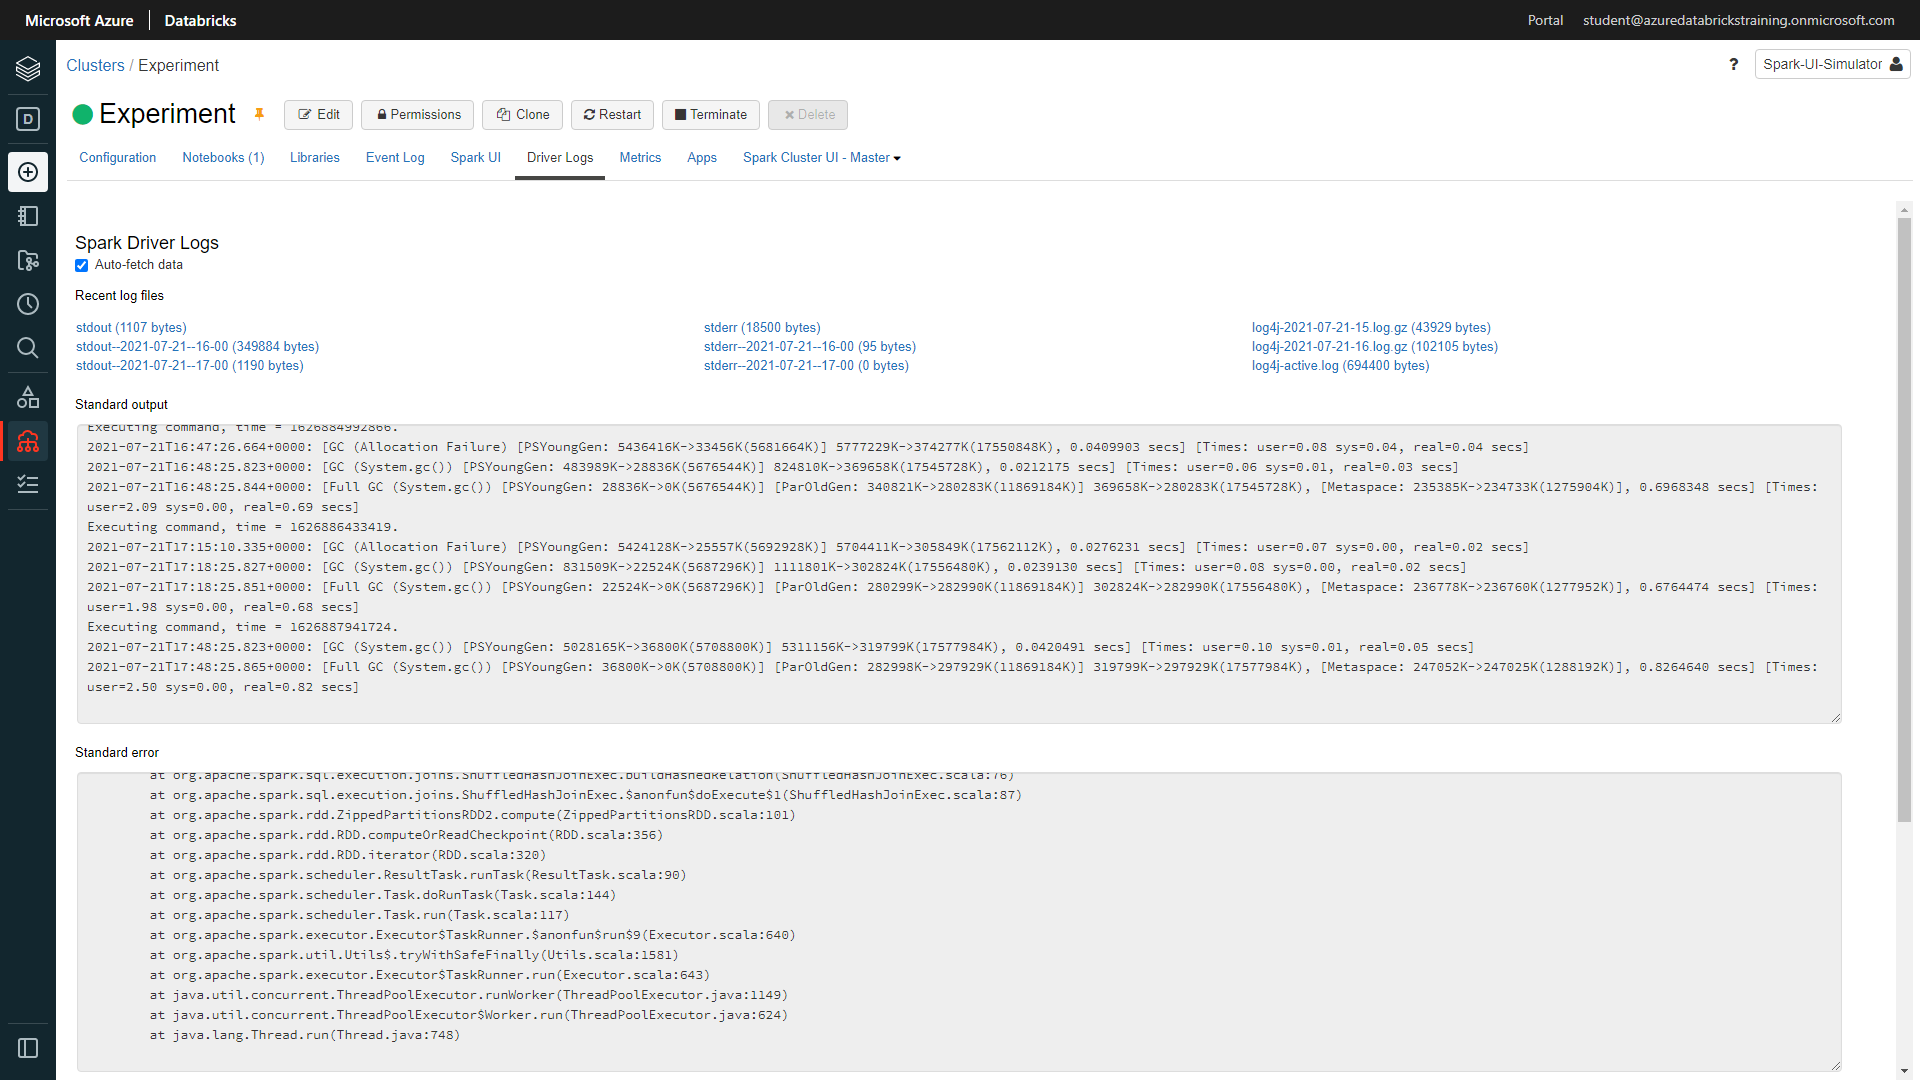 Microsoft Azure Databricks
Portal student@azuredatabrickstraining.onmicrosoft.com
D
Clusters / Experiment
? Spark-UI-Simulator
Experiment Edit Permissions Clone Restart Terminate Delete
Configuration Notebooks (1) Libraries Event Log Spark UI Driver Logs Metrics Apps Spark Cluster UI - Master
Spark Driver Logs
Auto-fetch data
Recent log files
stdout (1107 bytes) stderr (18500 bytes) log4j-2021-07-21-15.log.gz (43929 bytes)
stdout--2021-07-21--16-00 (349884 bytes) stderr--2021-07-21--16-00 (95 bytes) log4j-2021-07-21-16.log.gz (102105 bytes)
stdout--2021-07-21--17-00 (1190 bytes) stderr--2021-07-21--17-00 (0 bytes) log4j-active.log (694400 bytes)
Standard output
Executing command, time = 1626884992866.
2021-07-21T16:47:26.664+0000: [GC (Allocation Failure) [PSYoungGen: 5436416K->33456K(5681664K)] 5777229K->374277K(17550848K), 0.0409903 secs] [Times: user=0.08 sys=0.04, real=0.04 secs]
2021-07-21T16:48:25.823+0000: [GC (System.gc()) [PSYoungGen: 483989K->28836K(5676544K)] 824810K->369658K(17545728K), 0.0212175 secs] [Times: user=0.06 sys=0.01, real=0.03 secs]
2021-07-21T16:48:25.844+0000: [Full GC (System.gc()) [PSYoungGen: 28836K->0K(5676544K)] [ParOldGen: 340821K->280283K(11869184K)] 369658K->280283K(17545728K), [Metaspace: 235385K->234733K(1275904K)], 0.6968348 secs] [Times:
user=2.09 sys=0.00, real=0.69 secs]
Executing command, time = 1626886433419.
2021-07-21T17:15:10.335+0000: [GC (Allocation Failure) [PSYoungGen: 5424128K->25557K(5692928K)] 5704411K->305849K(17562112K), 0.0276231 secs] [Times: user=0.07 sys=0.00, real=0.02 secs]
2021-07-21T17:18:25.827+0000: [GC (System.gc()) [PSYoungGen: 831509K->22524K(5687296K)] 1111801K->302824K(17556480K), 0.0239130 secs] [Times: user=0.08 sys=0.00, real=0.02 secs]
2021-07-21T17:18:25.851+0000: [Full GC (System.gc()) [PSYoungGen: 22524K->0K(5687296K)] [ParOldGen: 280299K->282990K(11869184K)] 302824K->282990K(17556480K), [Metaspace: 236778K->236760K(1277952K)], 0.6764474 secs] [Times:
user=1.98 sys=0.00, real=0.68 secs]
Executing command, time = 1626887941724.
2021-07-21T17:48:25.823+0000: [GC (System.gc()) [PSYoungGen: 5028165K->36800K(5708800K)] 5311156K->319799K(17577984K), 0.0420491 secs] [Times: user=0.10 sys=0.01, real=0.05 secs]
2021-07-21T17:48:25.865+0000: [Full GC (System.gc()) [PSYoungGen: 36800K->0K(5708800K)] [ParOldGen: 282998K->297929K(11869184K)] 319799K->297929K(17577984K), [Metaspace: 247052K->247025K(1288192K)], 0.8264640 secs] [Times:
user=2.50 sys=0.00, real=0.82 secs]
Standard error
at org.apache.spark.sql.execution.joins.ShuffledHashJoinExec.buildHashedRelation(ShuffledHashJoinExec.scala:76)
at org.apache.spark.sql.execution.joins.ShuffledHashJoinExec.$anonfun$doExecute$1(ShuffledHashJoinExec.scala:87)
at org.apache.spark.rdd.ZippedPartitionsRDD2.compute(ZippedPartitionsRDD.scala:101)
at org.apache.spark.rdd.RDD.computeOrReadCheckpoint(RDD.scala:356)
at org.apache.spark.rdd.RDD.iterator(RDD.scala:320)
at org.apache.spark.scheduler.ResultTask.runTask(ResultTask.scala:90)
at org.apache.spark.scheduler.Task.doRunTask(Task.scala:144)
at org.apache.spark.scheduler.Task.run(Task.scala:117)
at org.apache.spark.executor.Executor$TaskRunner.$anonfun$run$9(Executor.scala:640)
at org.apache.spark.util.Utils$.tryWithSafeFinally(Utils.scala:1581)
at org.apache.spark.executor.Executor$TaskRunner.run(Executor.scala:643)
at java.util.concurrent.ThreadPoolExecutor.runWorker(ThreadPoolExecutor.java:1149)
at java.util.concurrent.ThreadPoolExecutor$Worker.run(ThreadPoolExecutor.java:624)
at java.lang.Thread.run(Thread.java:748)